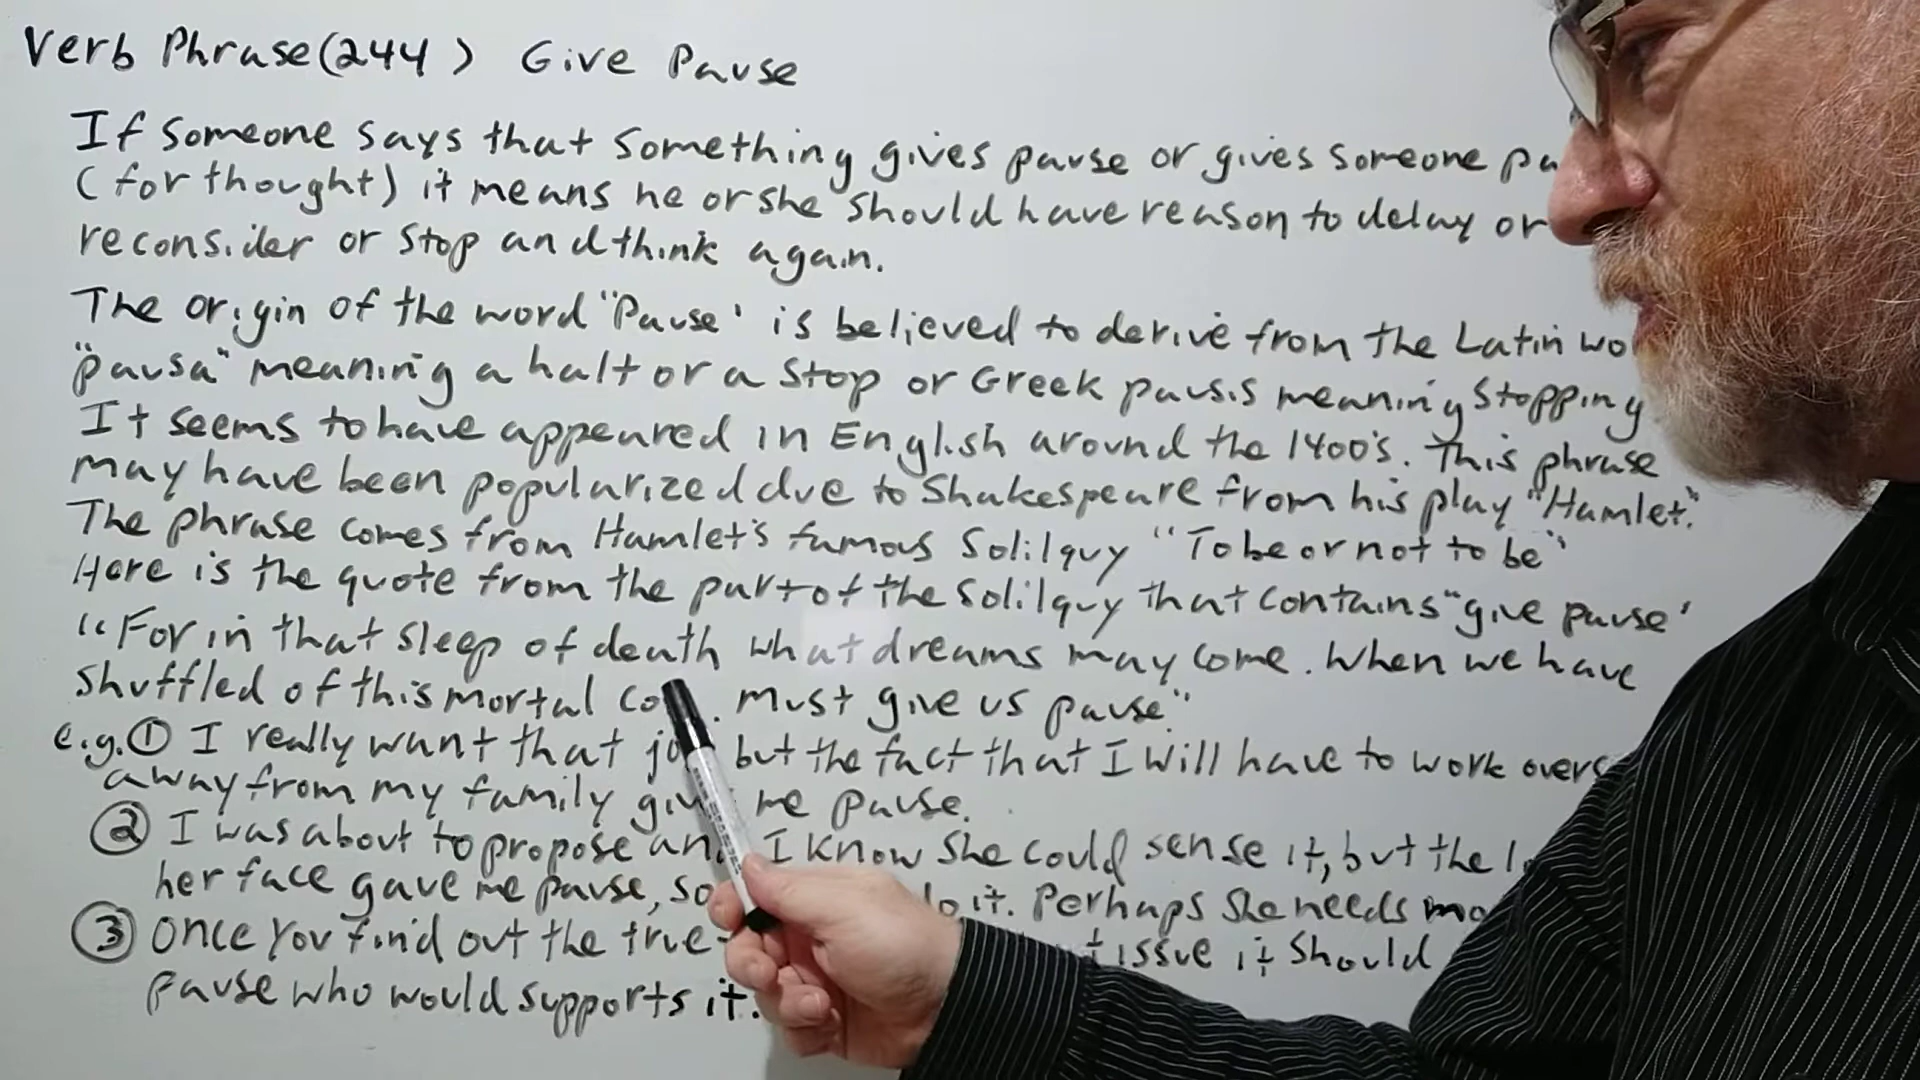 Verb Phrase(244) Give Pause
If someone says that something gives pause or gives someone
(for thought) it means he or she should have reason to delay or
reconsider or stop and think again.
The origin of the word "Pause' is believed to derive from the Latin
"pausa" meaning a halt or a stop or Greek pausis meaning stopping
It seems to have appeared in English around the 1400's. This phrase
may have been popularized due to Shakespeare from his play "Hamlet."
The phrase comes from Hamlet's famous Solilquy "To be or not to be"
Here is the quote from the part of the Solilquy that contains "give pause'
"For in that sleep of death what dreams may come. When we have
shuffled of this mortal must give us pause"
e.g. ① I really want that but the fact that I will have to work
away from my family me pause.
② I was about to propose I know she could sense it, but the
her face gave me pause, so it. Perhaps she needs
③ Once you find out the true issue it should
pause who would supports it.